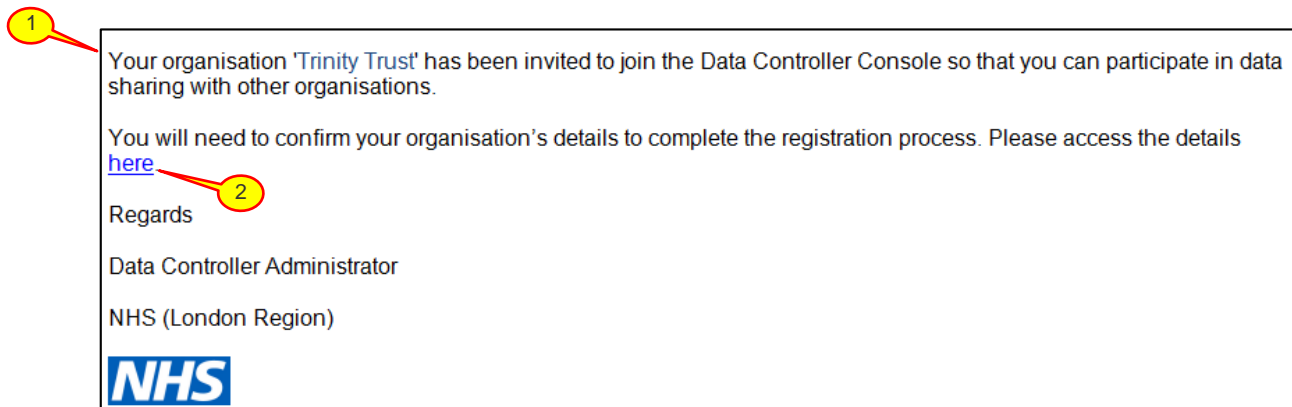 1
Your organisation 'Trinity Trust' has been invited to join the Data Controller Console so that you can participate in data
sharing with other organisations.
You will need to confirm your organisation’s details to complete the registration process. Please access the details
here
2
Regards
Data Controller Administrator
NHS (London Region)
NHS